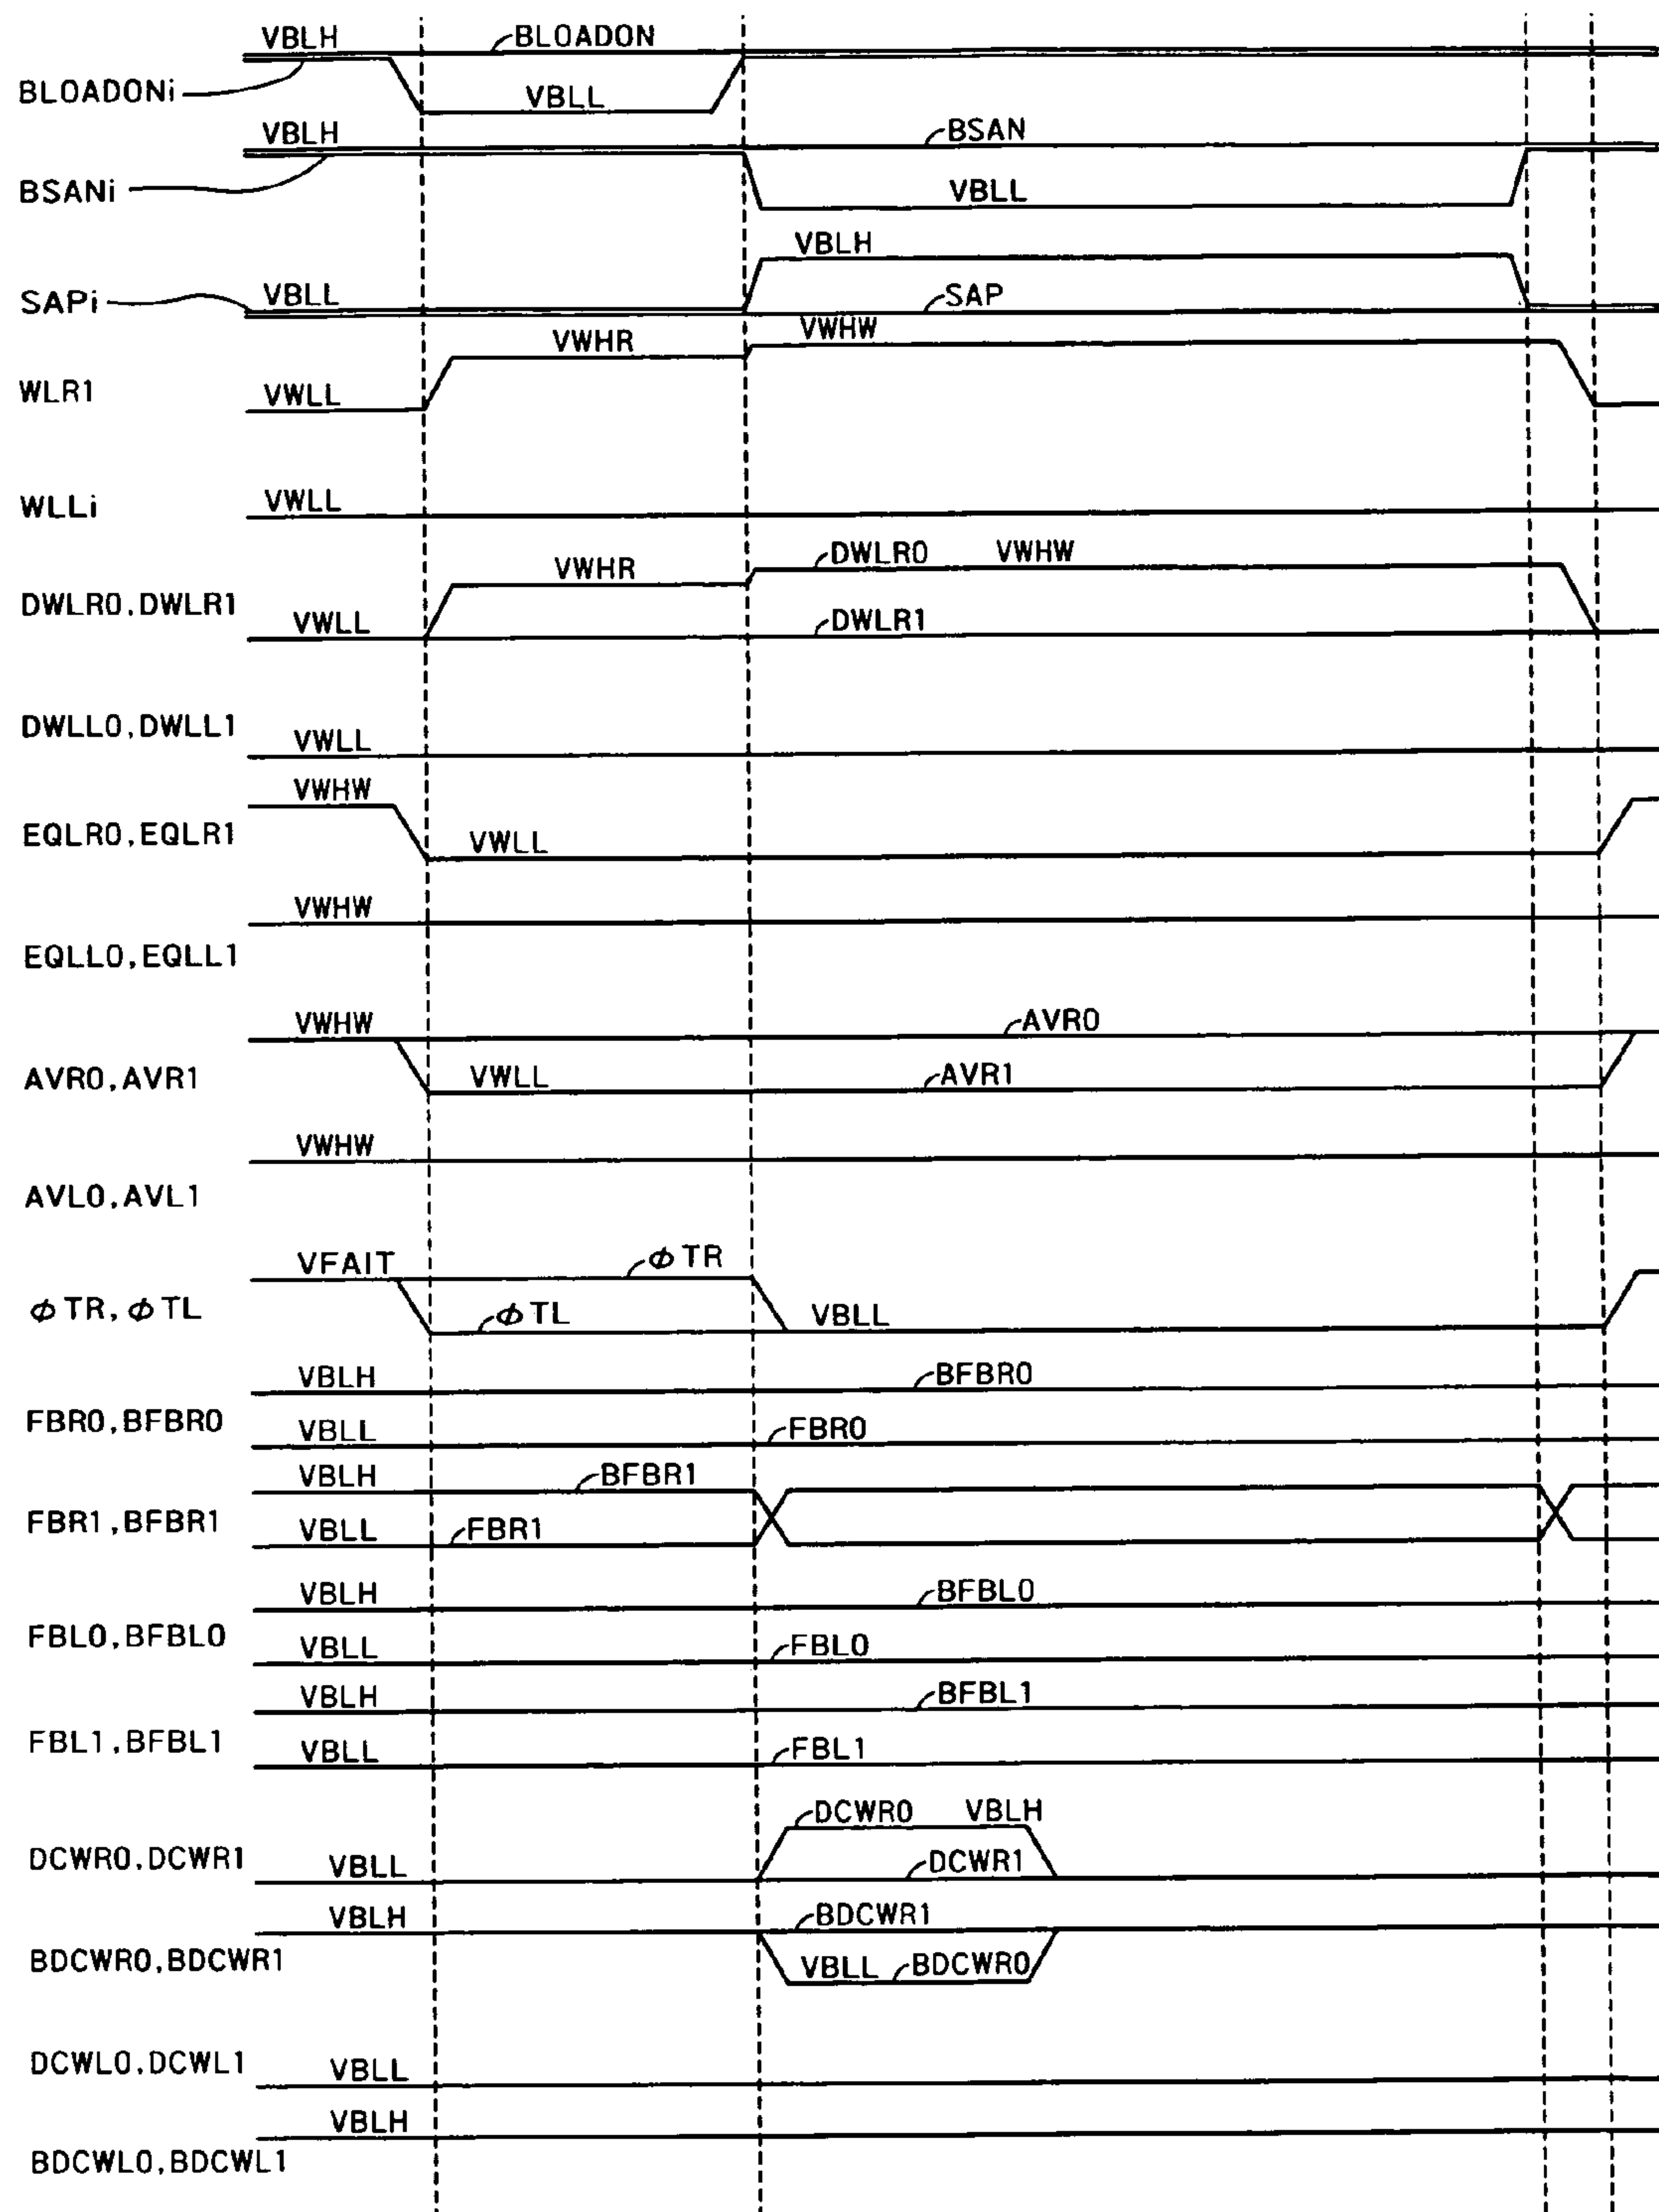 VBLH BLOADON
BLOADONi VBLL
VBLH BSAN
BSANi VBLL
VBLH
SAPi VBLL SAP
VWHR VWHW
WLR1 VWLL
WLLi VWLL
VWHR DWLR0 VWHW
DWLR0,DWLR1 VWLL DWLR1
DWLL0,DWLL1 VWLL
VWHW
EQLR0,EQLR1 VWLL
VWHW
EQLL0,EQLL1
VWHW AVR0
AVR0,AVR1 VWLL AVR1
VWHW
AVL0,AVL1
VFAIT ΦTR
ΦTR,ΦTL ΦTL VBLL
VBLH BFBR0
FBR0,BFBR0 VBLL FBR0
VBLH BFBR1
FBR1,BFBR1 VBLL FBR1
VBLH BFBL0
FBL0,BFBL0 VBLL FBL0
VBLH BFBL1
FBL1,BFBL1 VBLL FBL1
DCWR0 VBLH
DCWR0,DCWR1 VBLL DCWR1
VBLH BDCWR1
BDCWR0,BDCWR1 VBLL BDCWR0
DCWL0,DCWL1 VBLL
VBLH
BDCWL0,BDCWL1